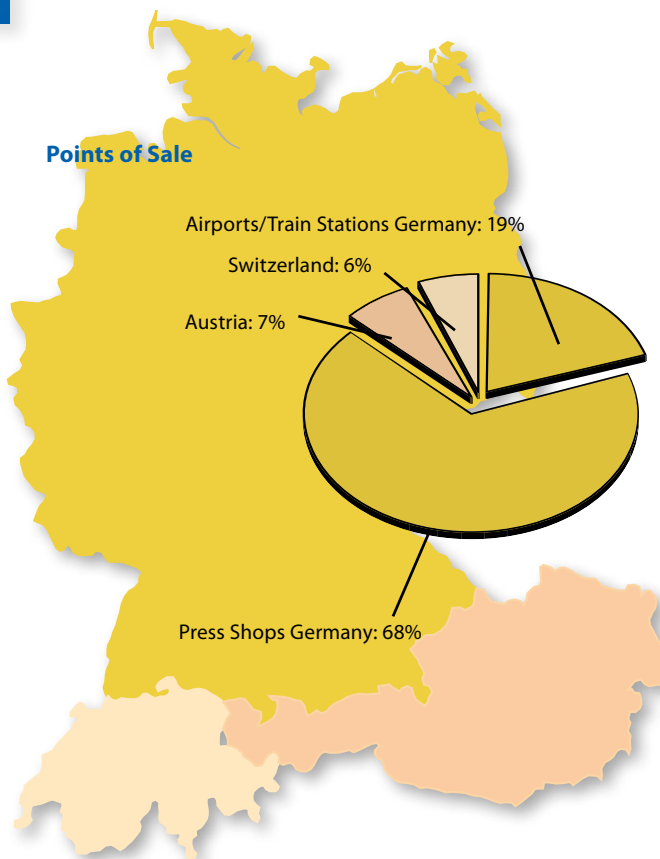 Points of Sale
Airports/Train Stations Germany: 19%
Switzerland: 6%
Austria: 7%
Press Shops Germany: 68%